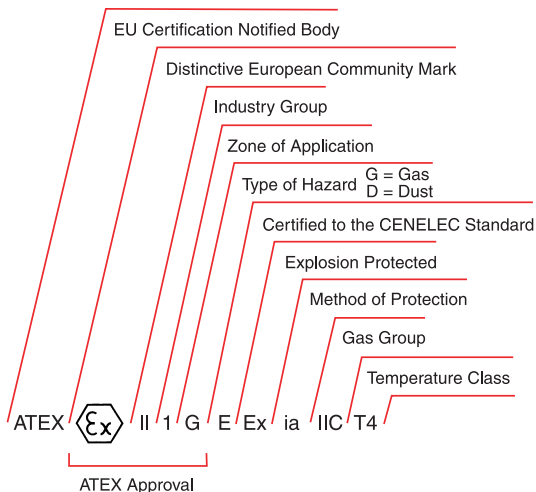 EU Certification Notified Body
Distinctive European Community Mark
Industry Group
Zone of Application
Type of Hazard G = Gas
D = Dust
Certified to the CENELEC Standard
Explosion Protected
Method of Protection
Gas Group
Temperature Class
ATEX Ex II 1 G E Ex ia IIC T4
ATEX Approval